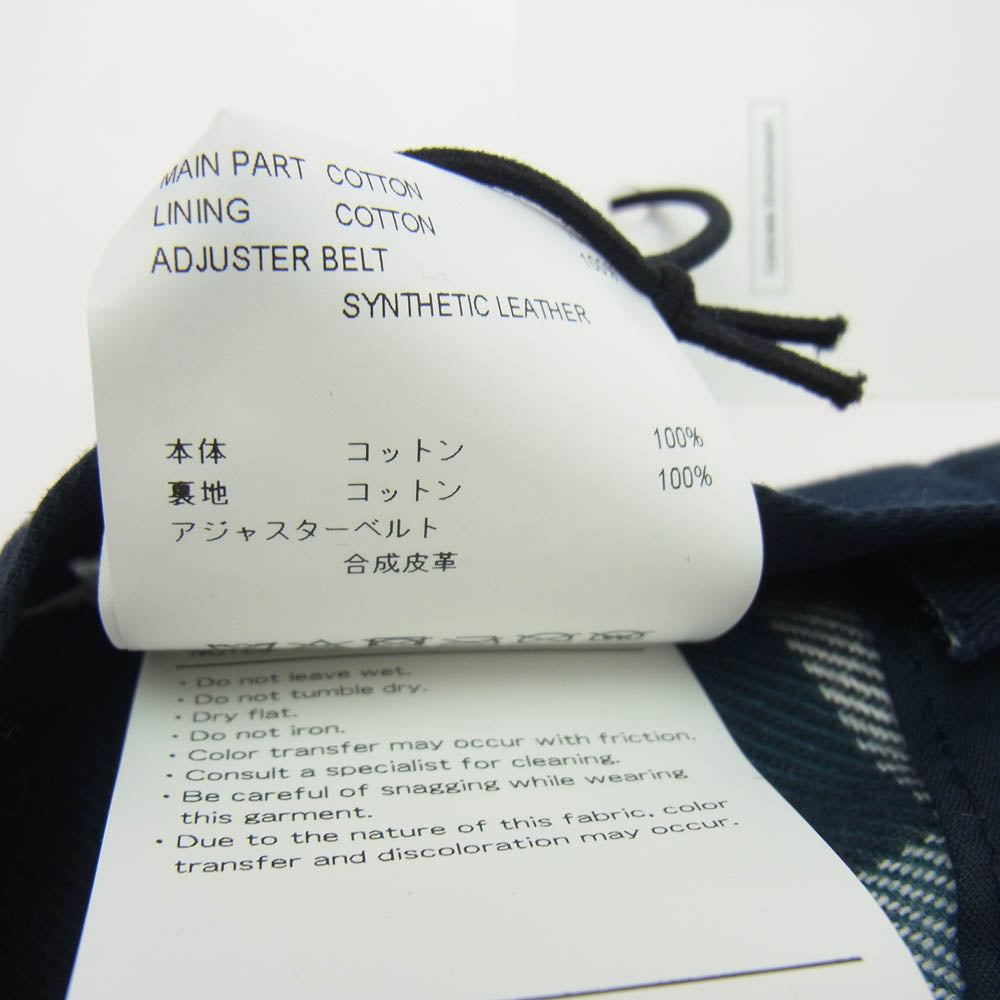 MAIN PART COTTON
LINING COTTON 100%
ADJUSTER BELT
SYNTHETIC LEATHER
本体 コットン 100%
裏地 コットン 100%
アジャスターベルト
合成皮革
・Do not leave wet.
・Do not tumble dry.
・Dry flat.
・Do not iron.
・Color transfer may occur with friction.
・Consult a specialist for cleaning.
・Be careful of snagging while wearing
this garment.
・Due to the nature of this fabric, color
transfer and discoloration may occur.